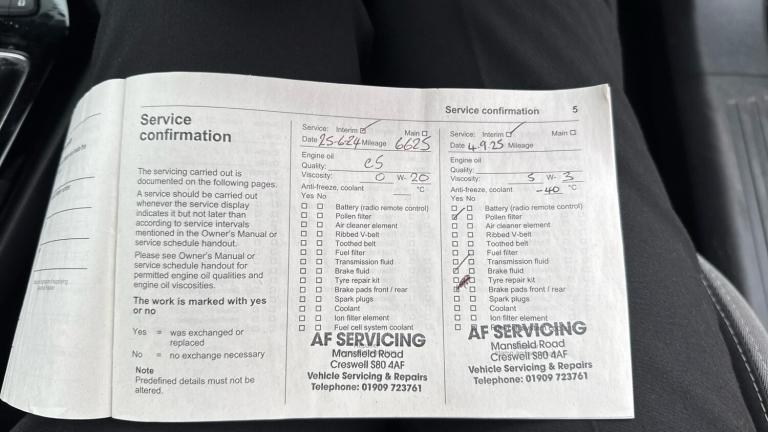 Service
confirmation
The servicing carried out is
documented on the following pages.
A service should be carried out
whenever the service display
indicates it but not later than
according to service intervals
mentioned in the Owner's Manual or
service schedule handout.
Please see Owner's Manual or
service schedule handout for
permitted engine oil qualities and
engine oil viscosities.
The work is marked with yes
or no
Yes = was exchanged or
replaced
No = no exchange necessary
Note
Predefined details must not be
altered.
Service: Interim Main
Date 25-6-24 Mileage 6625
Engine oil
Quality: C5
Viscosity: 0 W- 20
Anti-freeze, coolant °C
Yes No
Battery (radio remote control)
Pollen filter
Air cleaner element
Ribbed V-belt
Toothed belt
Fuel filter
Transmission fluid
Brake fluid
Tyre repair kit
Brake pads front / rear
Spark plugs
Coolant
Ion filter element
Fuel cell system coolant
AF SERVICING
Mansfield Road
Creswell S80 4AF
Vehicle Servicing & Repairs
Telephone: 01909 723761
Service confirmation 5
Service: Interim Main
Date 4.9.25 Mileage
Engine oil
Quality:
Viscosity: 5 W- 3
Anti-freeze, coolant -40 °C
Yes No
Battery (radio remote control)
Pollen filter
Air cleaner element
Ribbed V-belt
Toothed belt
Fuel filter
Transmission fluid
Brake fluid
Tyre repair kit
Brake pads front / rear
Spark plugs
Coolant
Ion filter element
AF SERVICING
Mansfield Road
Creswell S80 4AF
Vehicle Servicing & Repairs
Telephone: 01909 723761